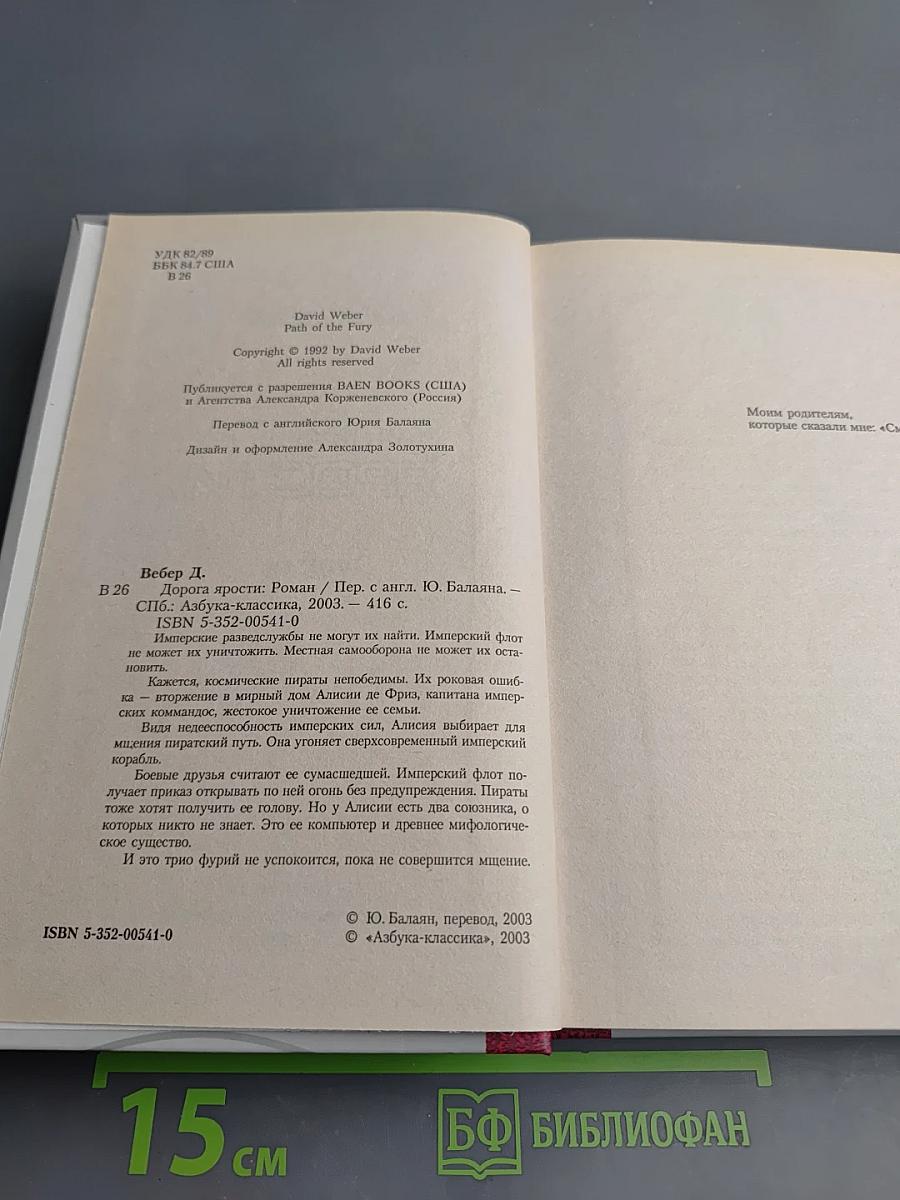 УДК 82/89
ББК 84.7 США
В 26
David Weber
Path of the Fury
Copyright © 1992 by David Weber
All rights reserved
Публикуется с разрешения BAEN BOOKS (США)
и Агентства Александра Корженевского (Россия)
Перевод с английского Юрия Балаяна
Дизайн и оформление Александра Золотухина
Вебер Д.
В 26 Дорога ярости: Роман / Пер. с англ. Ю. Балаяна. —
СПб.: Азбука-классика, 2003. — 416 с.
ISBN 5-352-00541-0
Имперские разведслужбы не могут их найти. Имперский флот
не может их уничтожить. Местная самооборона не может их оста-
новить.
Кажется, космические пираты непобедимы. Их роковая ошиб-
ка — вторжение в мирный дом Алисии де Фриз, капитана импер-
ских коммандос, жестокое уничтожение ее семьи.
Видя недееспособность имперских сил, Алисия выбирает для
мщения пиратский путь. Она угоняет сверхсовременный имперский
корабль.
Боевые друзья считают ее сумасшедшей. Имперский флот по-
лучает приказ открывать по ней огонь без предупреждения. Пираты
тоже хотят получить ее голову. Но у Алисии есть два союзника, о
которых никто не знает. Это ее компьютер и древнее мифологиче-
ское существо.
И это трио фурий не успокоится, пока не совершится мщение.
ISBN 5-352-00541-0
© Ю. Балаян, перевод, 2003
© «Азбука-классика», 2003
Моим родителям,
которые сказали мне: «См
15 см
БФ БИБЛИОФАН